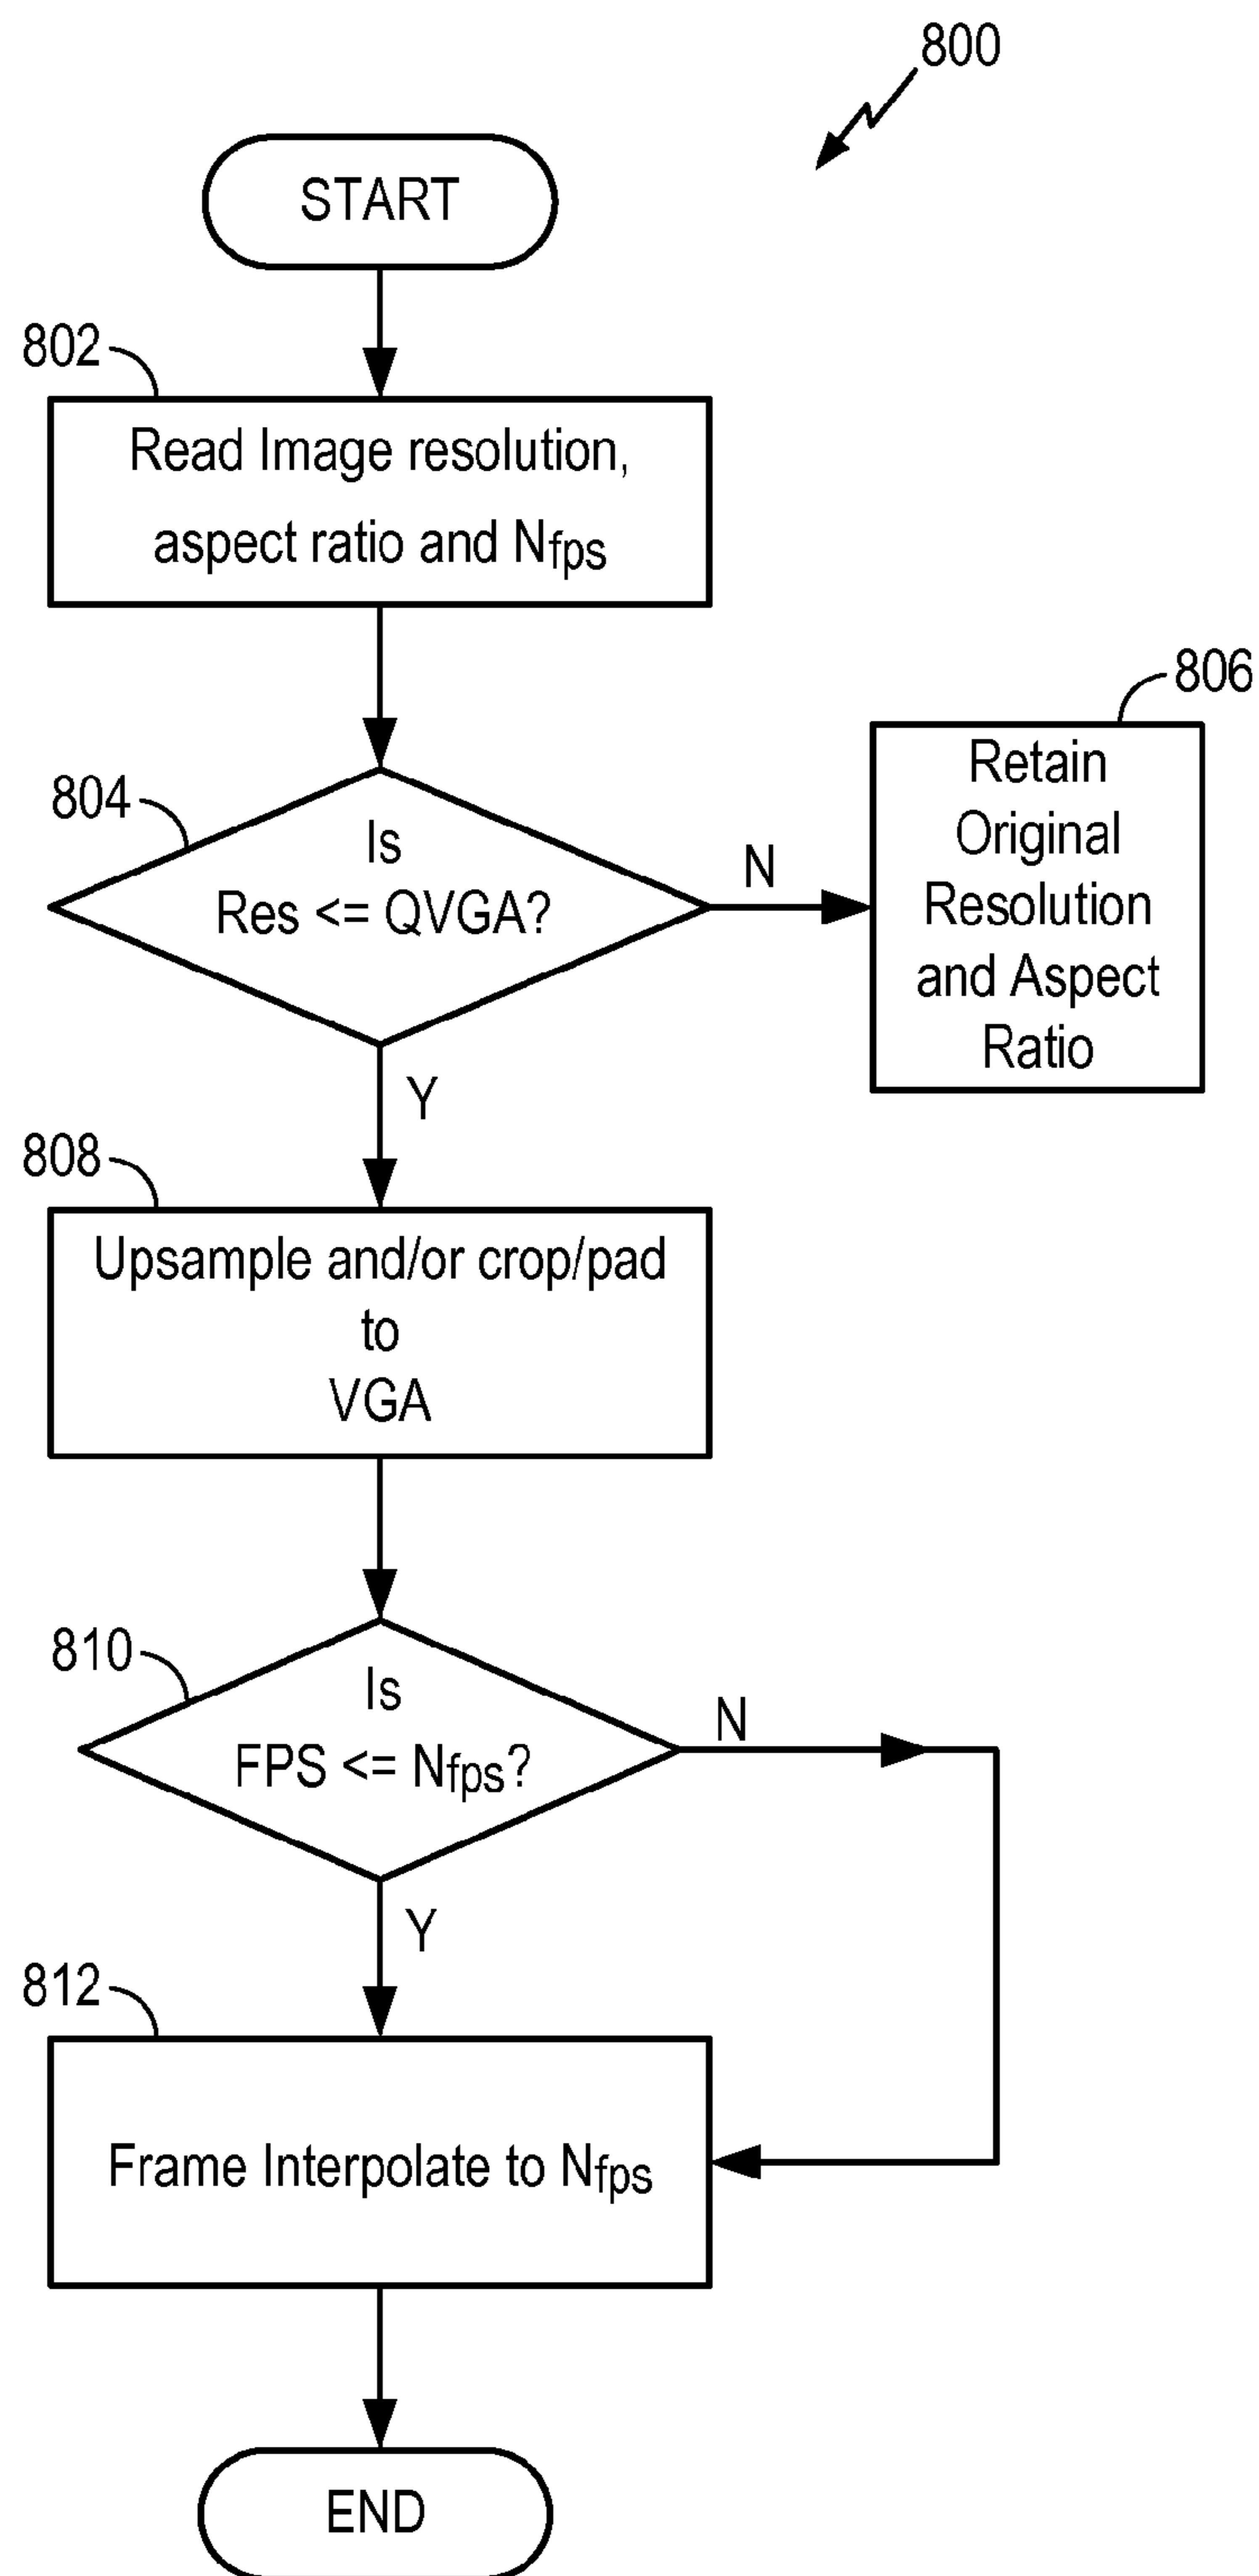 800
START
802
Read Image resolution,
aspect ratio and Nfps
804
Is
Res <= QVGA?
N
806
Retain
Original
Resolution
and Aspect
Ratio
Y
808
Upsample and/or crop/pad
to
VGA
810
Is
FPS <= Nfps?
N
Y
812
Frame Interpolate to Nfps
END